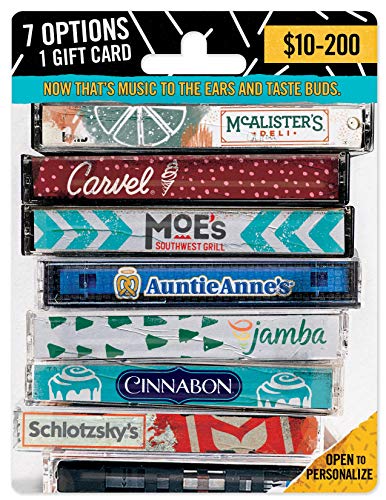 7 OPTIONS
1 GIFT CARD
$10-200
NOW THAT'S MUSIC TO THE EARS AND TASTE BUDS.
McALISTER'S
DELI
Carvel
MOE'S
SOUTHWEST GRILL
AuntieAnne's
jamba
CINNABON
Schlotzsky's
OPEN TO
PERSONALIZE